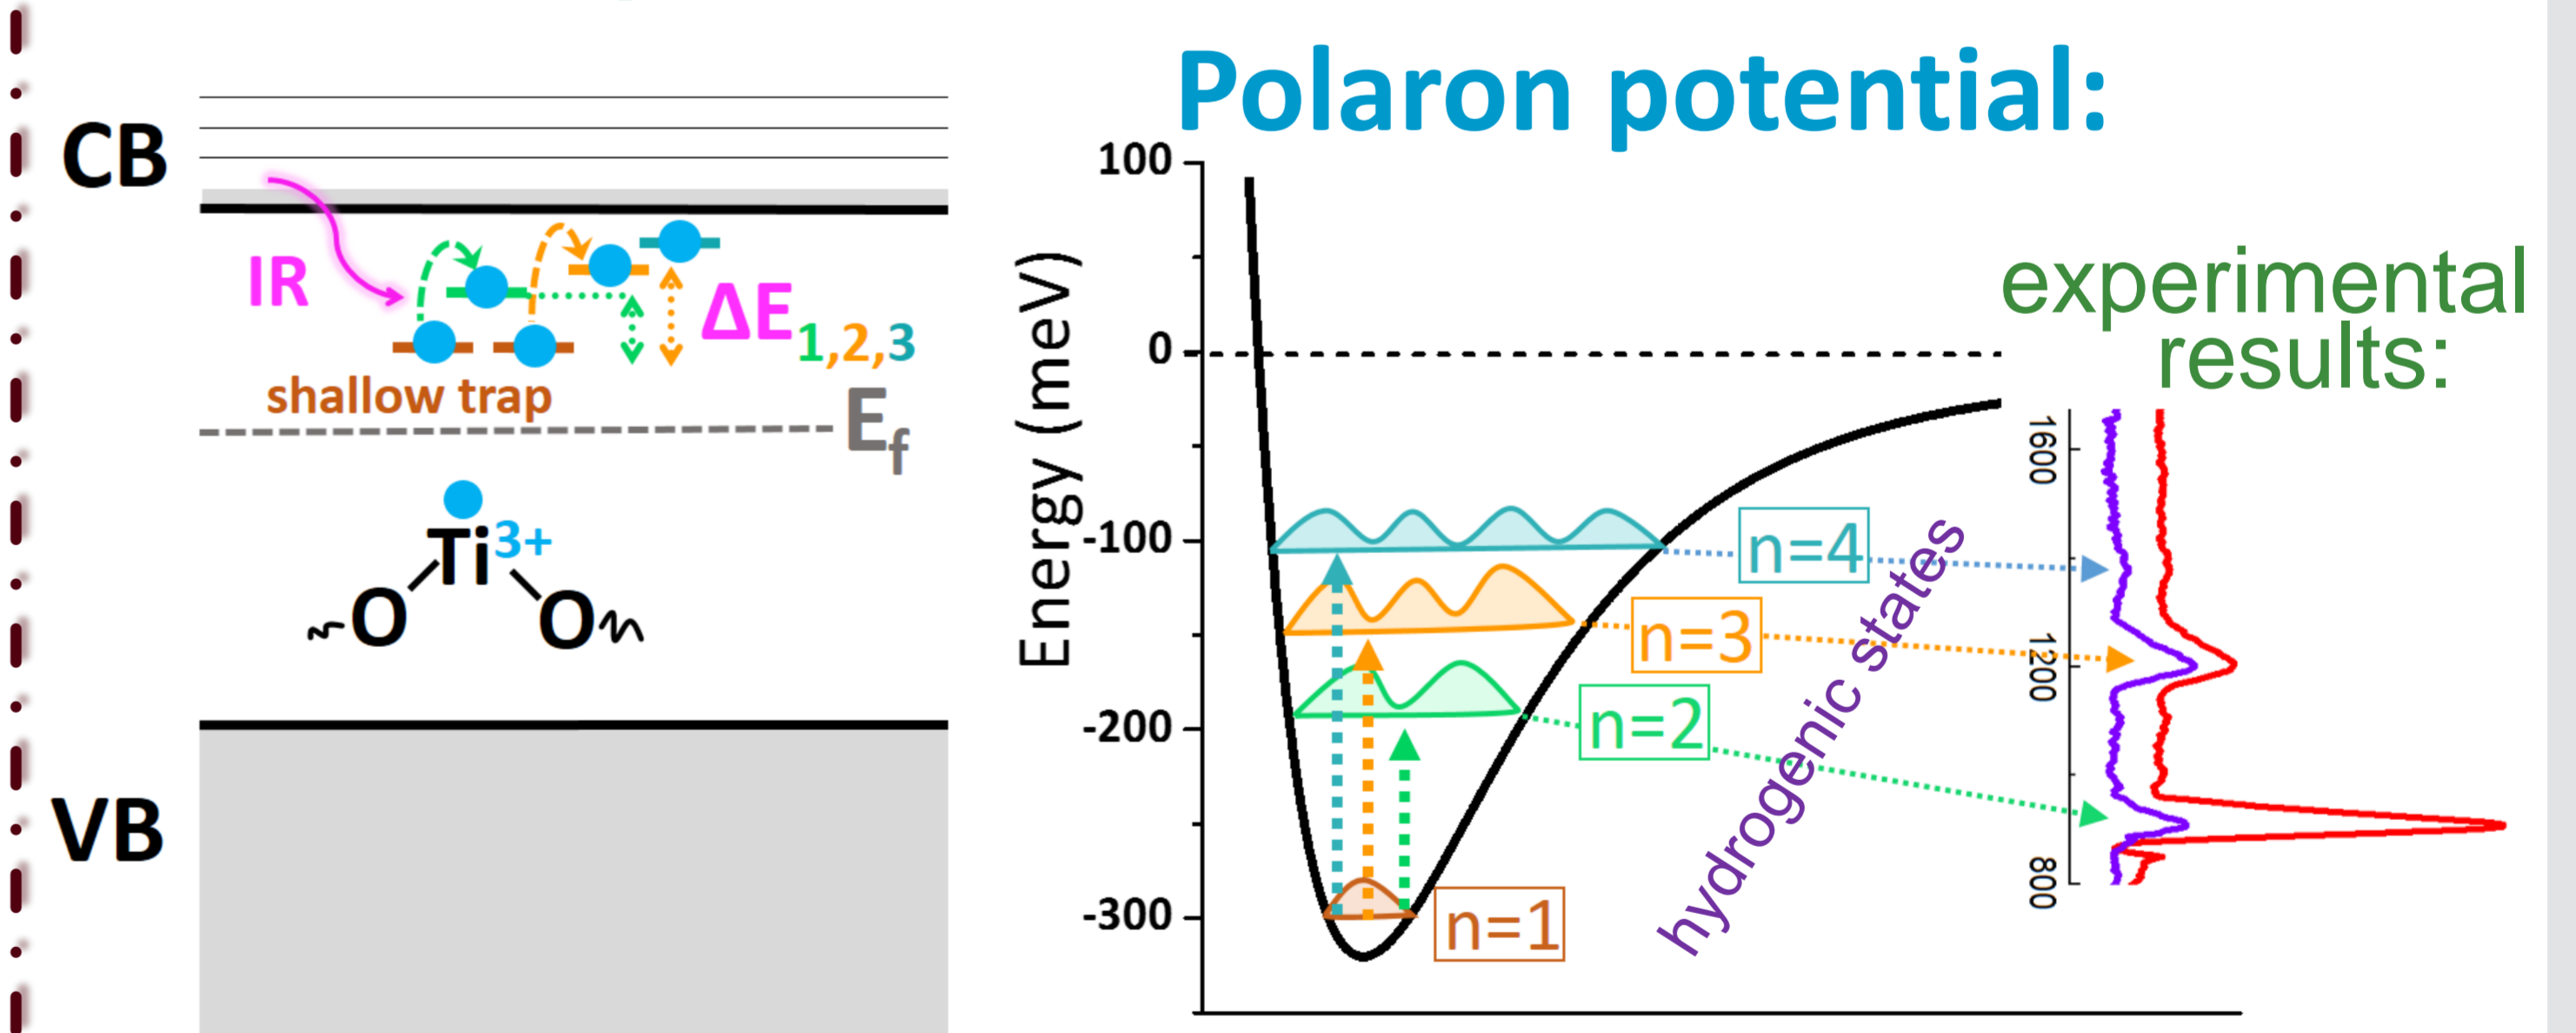 CB
IR
ΔE1,2,3
shallow trap
Ef
Ti3+
O
O
VB
Polaron potential:
Energy (meV)
100
0
-100
-200
-300
n=4
n=3
n=2
n=1
hydrogenic states
experimental
results:
1600
1200
800